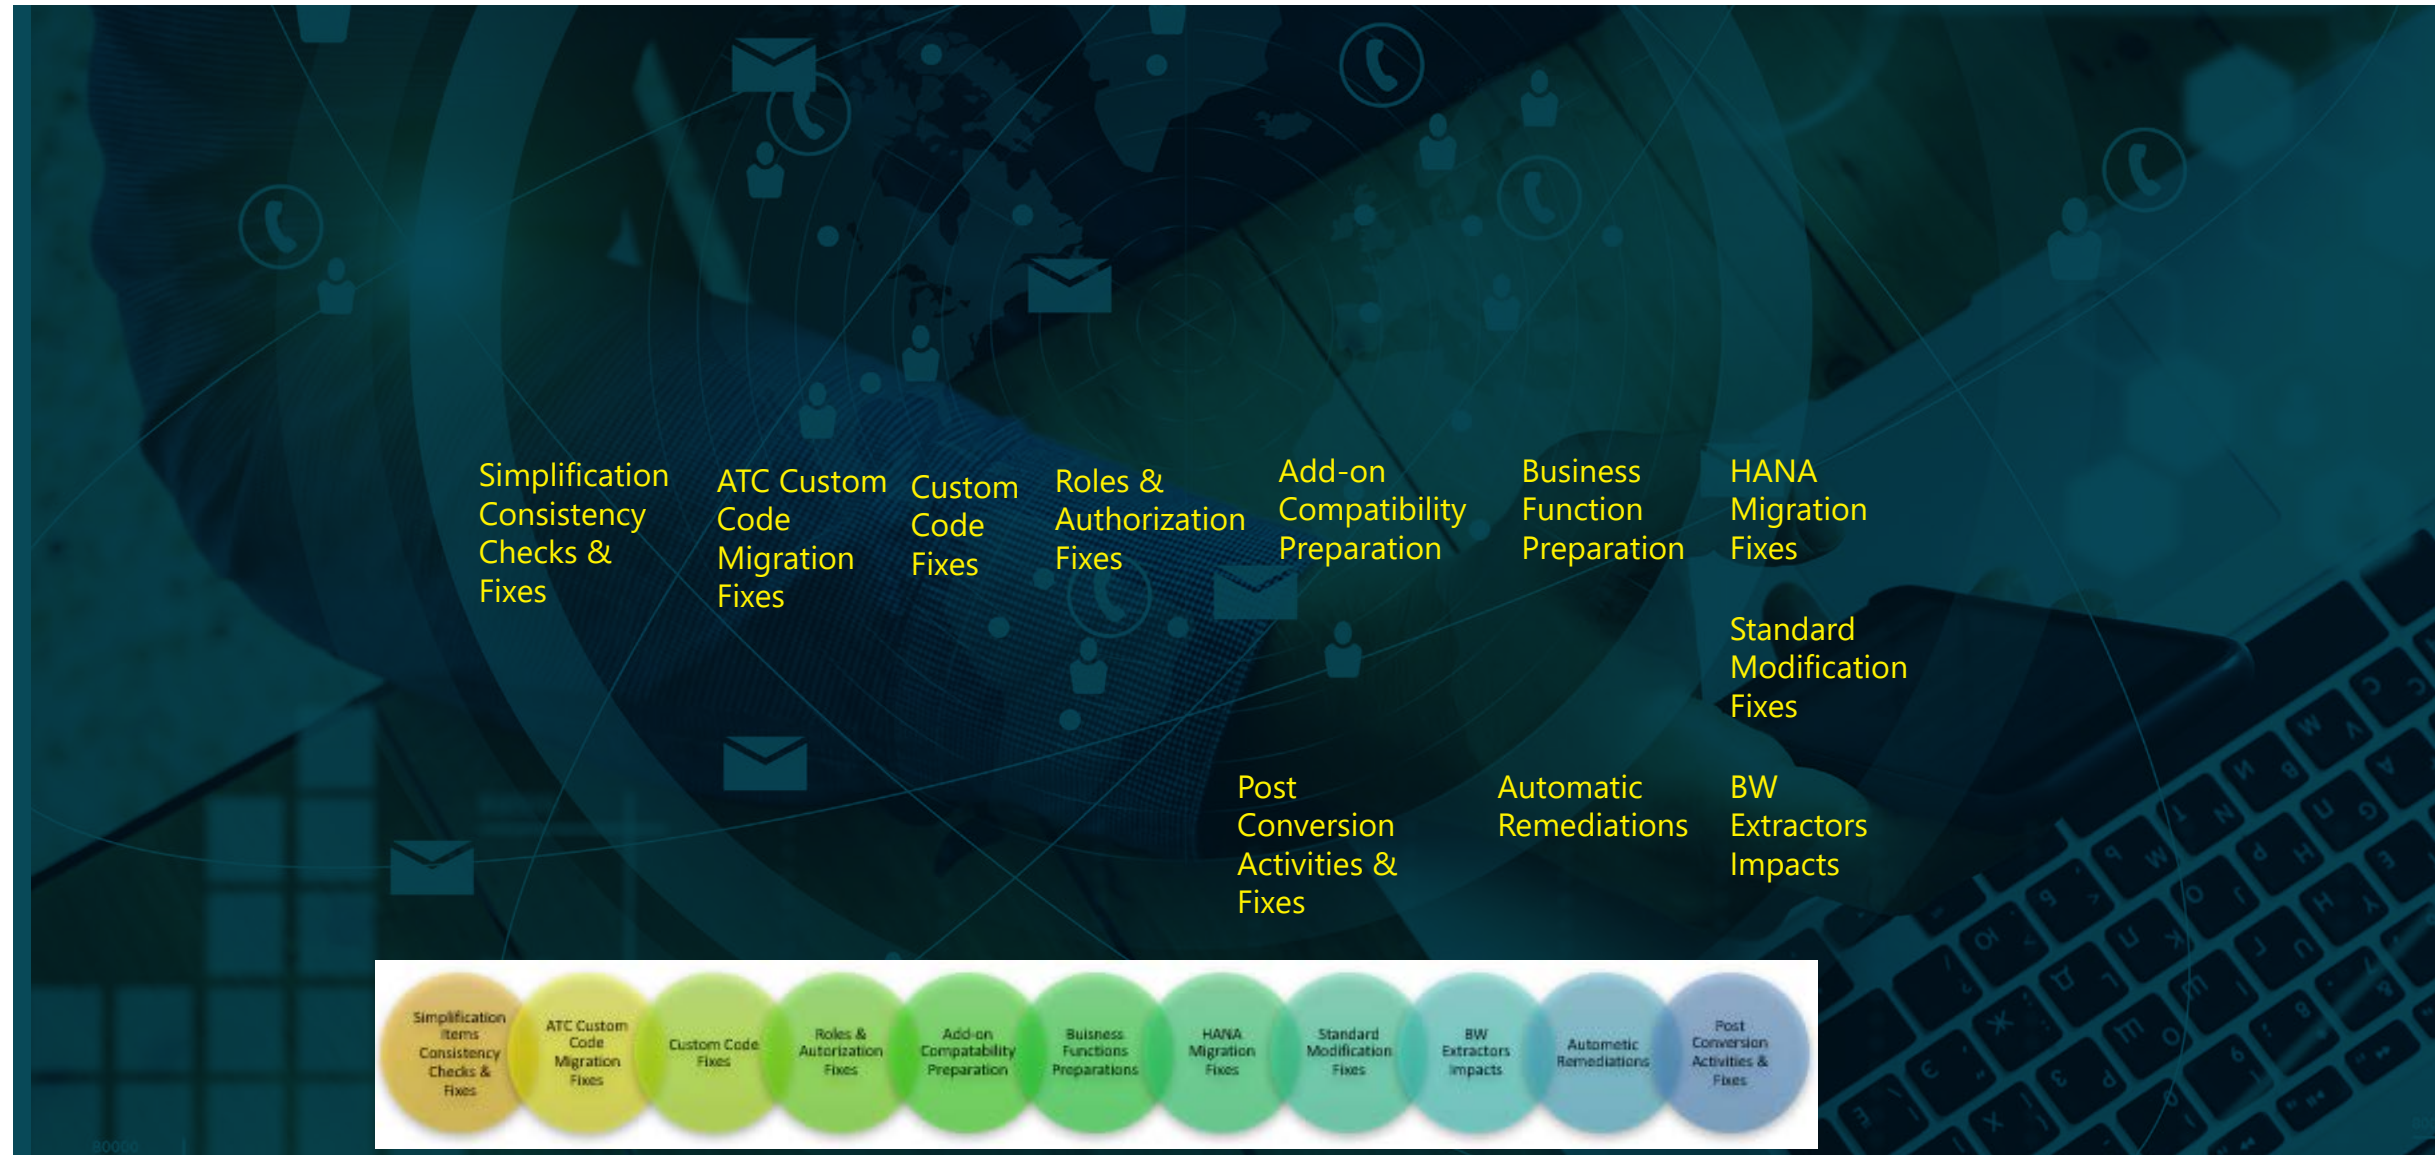 Simplification
Consistency
Checks &
Fixes
ATC Custom
Code
Migration
Fixes
Custom
Code
Fixes
Roles &
Authorization
Fixes
Add-on
Compatibility
Preparation
Business
Function
Preparation
HANA
Migration
Fixes
Standard
Modification
Fixes
BW
Extractors
Impacts
Automatic
Remediations
Post
Conversion
Activities &
Fixes
Simplification
Items
Consistency
Checks &
Fixes
ATC Custom
Code
Migration
Fixes
Custom Code
Fixes
Roles &
Autorization
Fixes
Add-on
Compatability
Preparation
Buisness
Functions
Preparations
HANA
Migration
Fixes
Standard
Modification
Fixes
BW
Extractors
Impacts
Autometic
Remediations
Post
Conversion
Activities &
Fixes